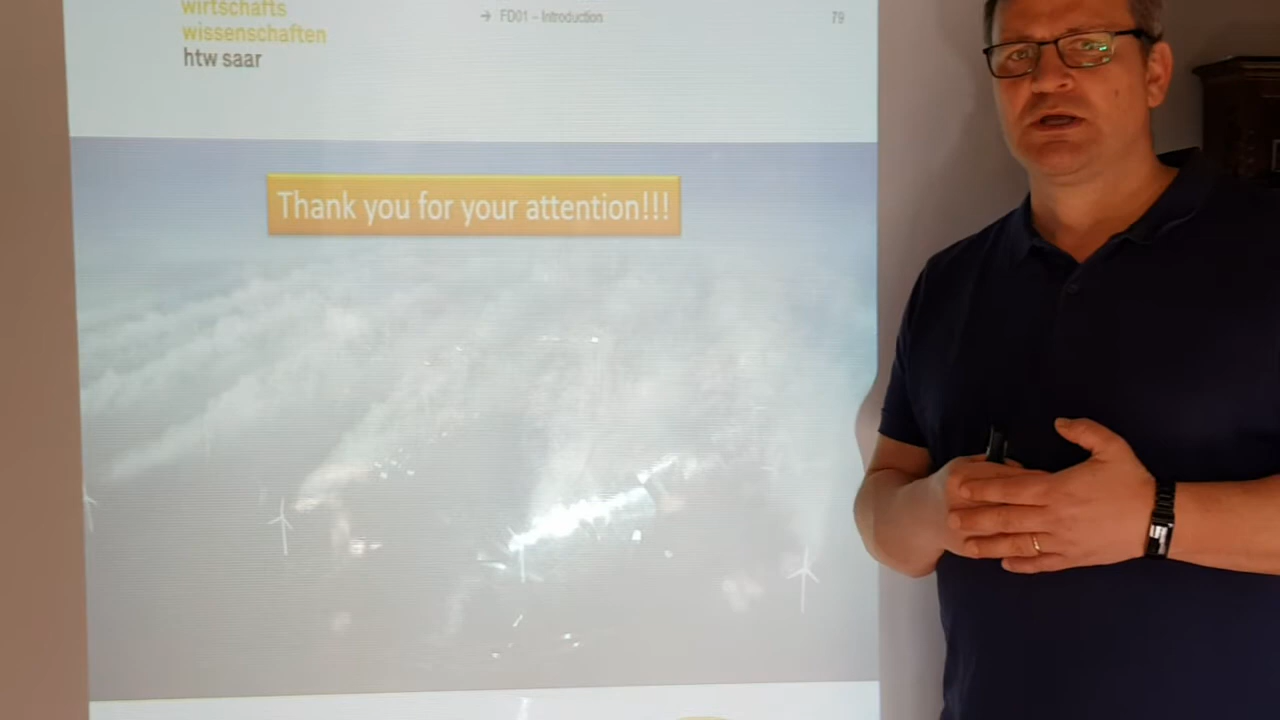 wirtschafts
wissenschaften
htw saar
→ FD01 – Introduction
79
Thank you for your attention!!!